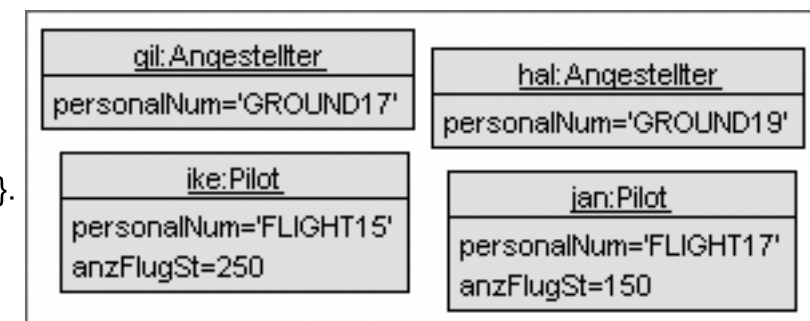 gil:Angestellter
personalNum='GROUND17'
hal:Angestellter
personalNum='GROUND19'
}.
ike:Pilot
personalNum='FLIGHT15'
anzFlugSt=250
jan:Pilot
personalNum='FLIGHT17'
anzFlugSt=150